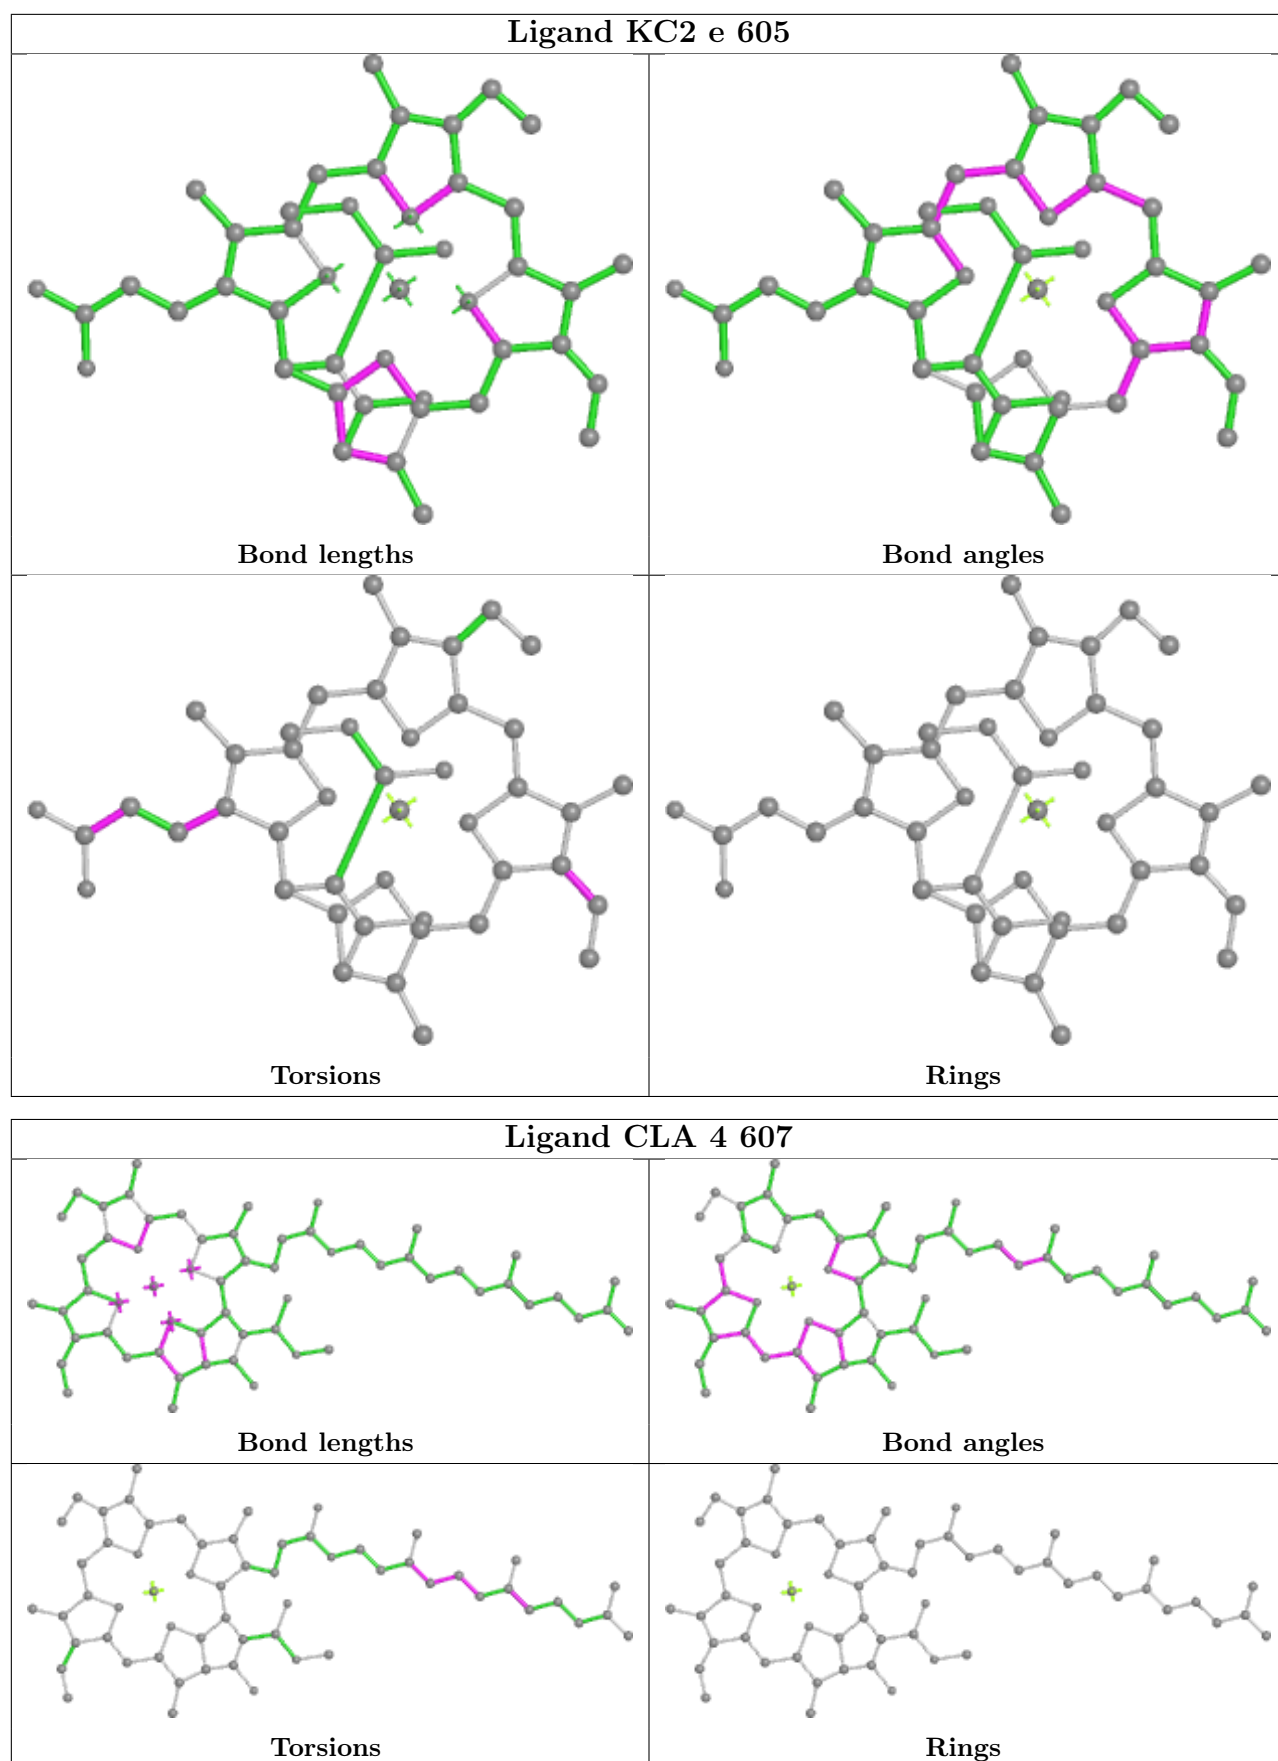 Ligand KC2 e 605
Bond lengths
Bond angles
Torsions
Rings
Ligand CLA 4 607
Bond lengths
Bond angles
Torsions
Rings